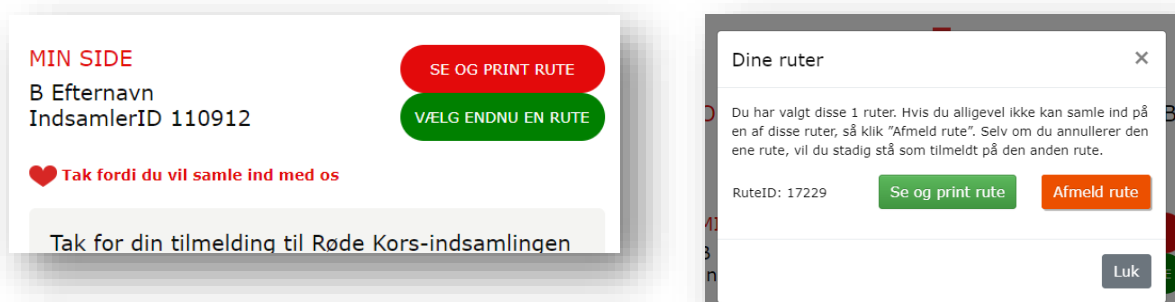 MIN SIDE
B Efternavn
IndsamlerID 110912
SE OG PRINT RUTE
VÆLG ENDNU EN RUTE
Tak fordi du vil samle ind med os
Tak for din tilmelding til Røde Kors-indsamlingen
Dine ruter
×
Du har valgt disse 1 ruter. Hvis du alligevel ikke kan samle ind på
en af disse ruter, så klik ”Afmeld rute”. Selv om du annullerer den
ene rute, vil du stadig stå som tilmeldt på den anden rute.
RuteID: 17229
Se og print rute
Afmeld rute
Luk